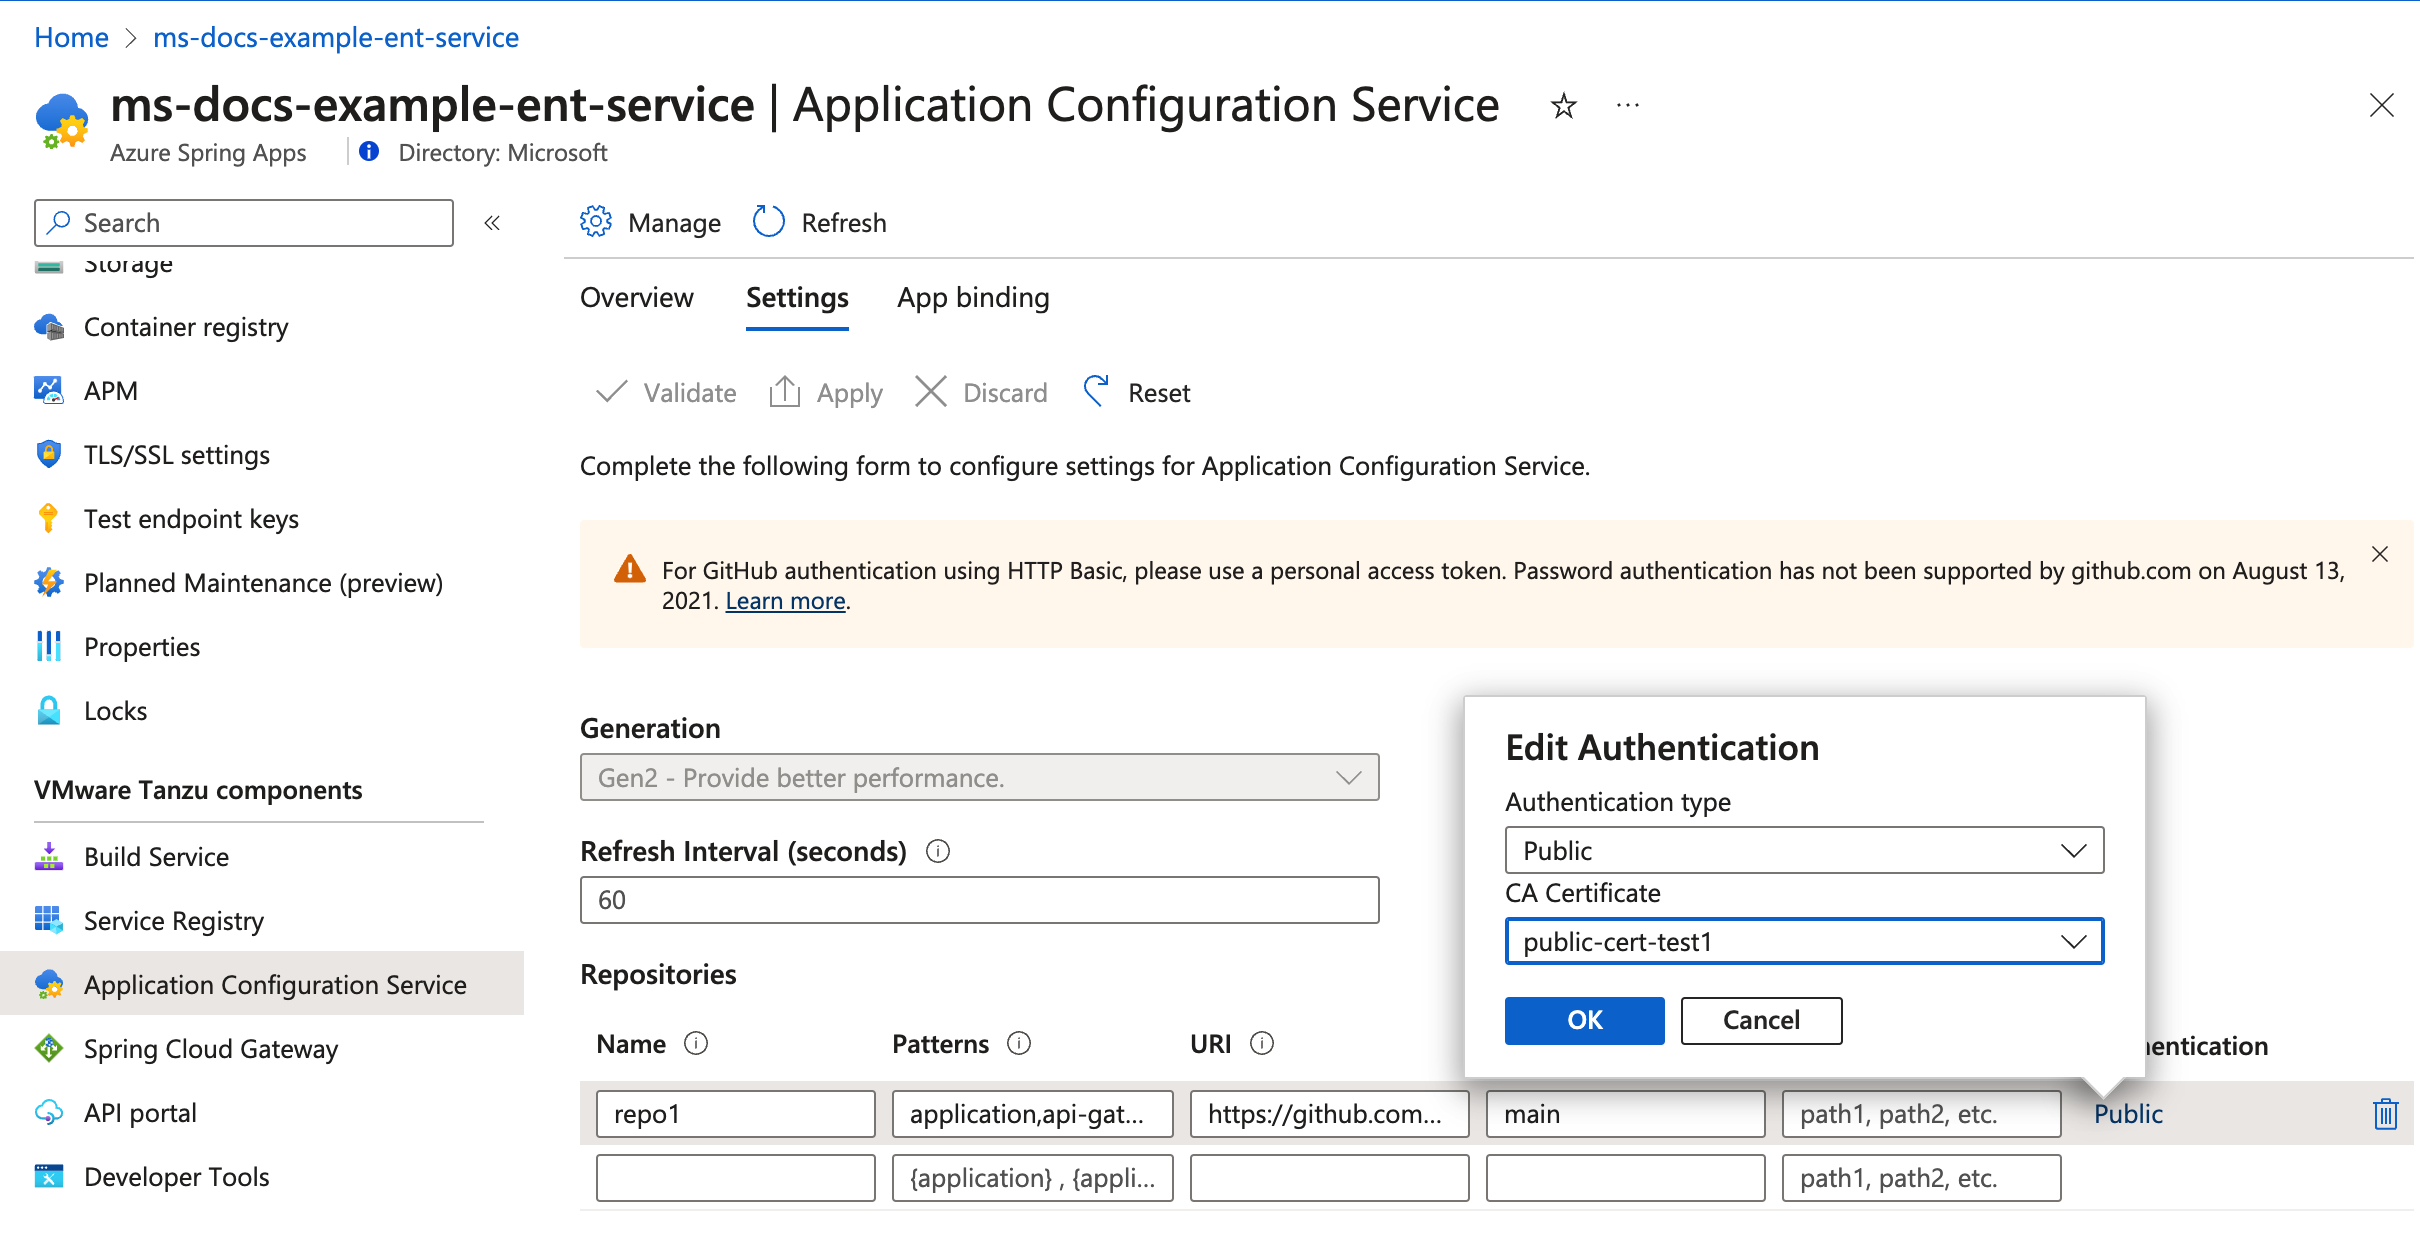 Home > ms-docs-example-ent-service
ms-docs-example-ent-service | Application Configuration Service
Azure Spring Apps
Directory: Microsoft
Search
Storage
Container registry
APM
TLS/SSL settings
Test endpoint keys
Planned Maintenance (preview)
Properties
Locks
VMware Tanzu components
Build Service
Service Registry
Application Configuration Service
Spring Cloud Gateway
API portal
Developer Tools
Manage Refresh
Overview Settings App binding
Validate Apply Discard Reset
Complete the following form to configure settings for Application Configuration Service.
For GitHub authentication using HTTP Basic, please use a personal access token. Password authentication has not been supported by github.com on August 13,
2021. Learn more.
Generation
Gen2 - Provide better performance.
Refresh Interval (seconds)
60
Repositories
Edit Authentication
Authentication type
Public
CA Certificate
public-cert-test1
OK Cancel
Name Patterns URI hentication
repo1 application,api-gat... https://github.com... main path1, path2, etc. Public
{application} , {appli... path1, path2, etc.